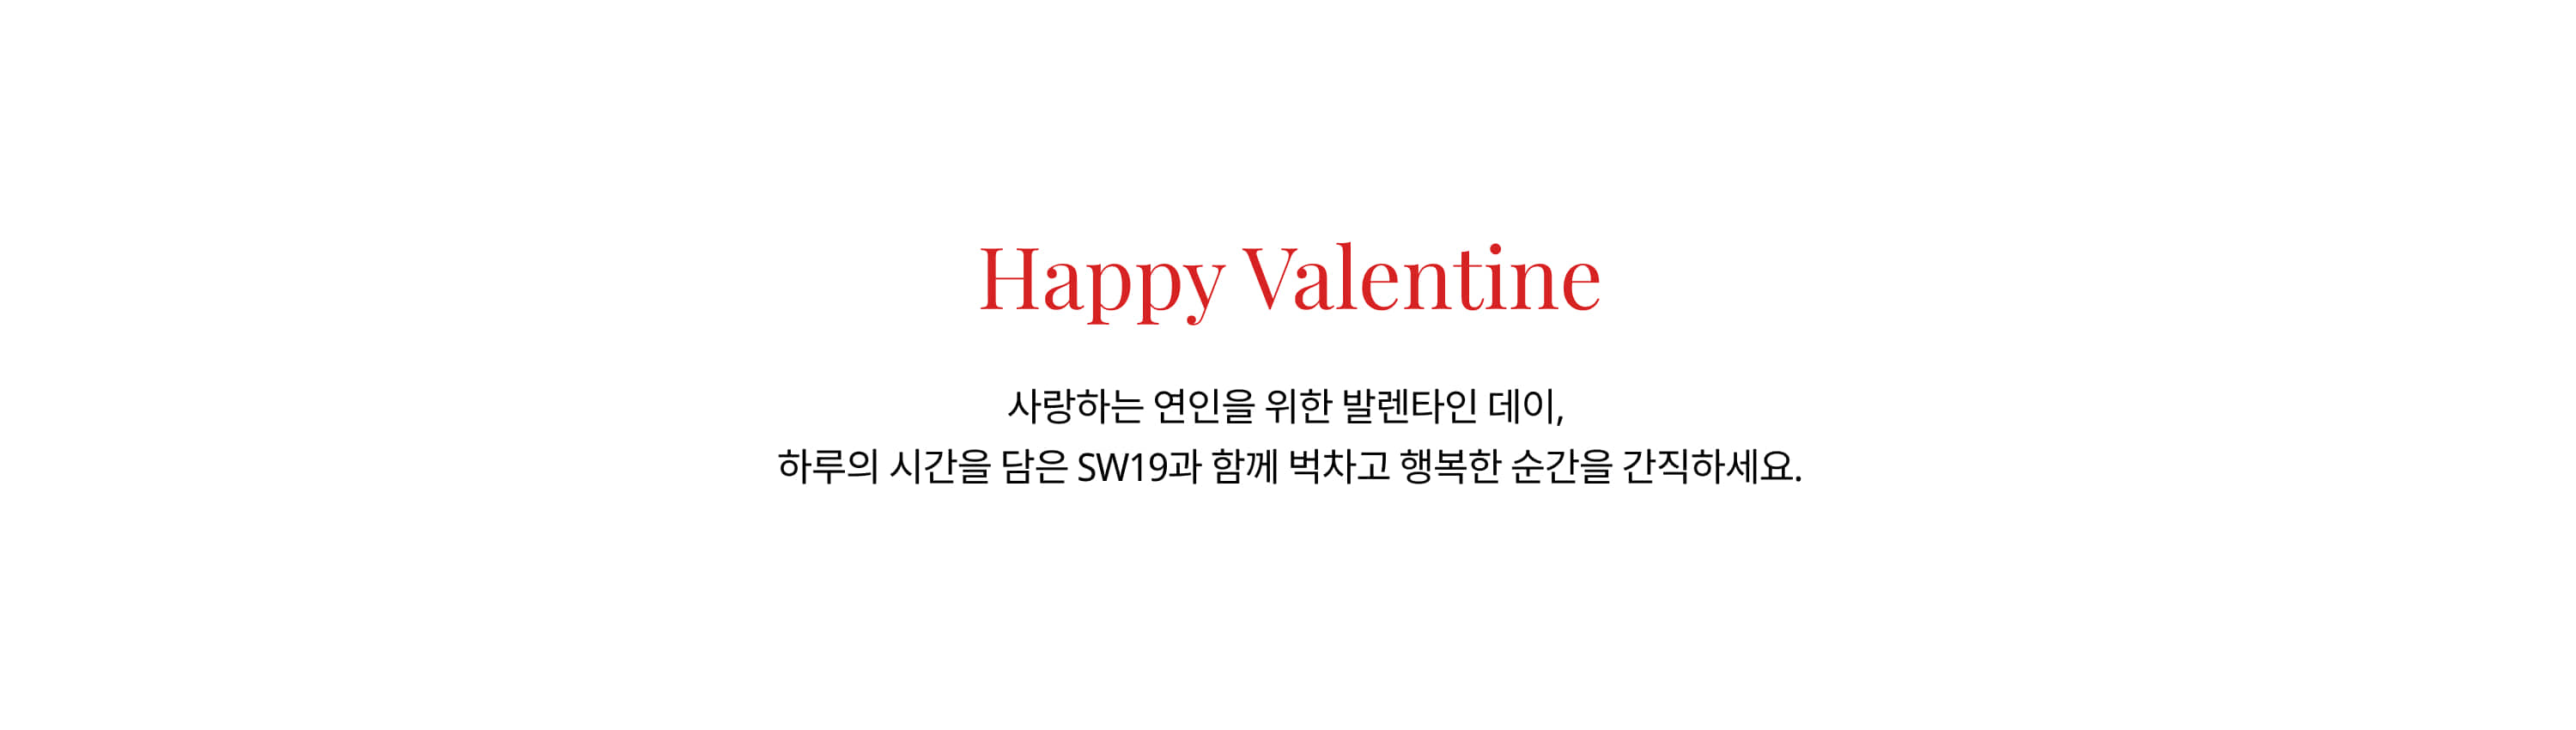 Happy Valentine
사랑하는 연인을 위한 발렌타인 데이,
하루의 시간을 담은 SW19과 함께 벅차고 행복한 순간을 간직하세요.